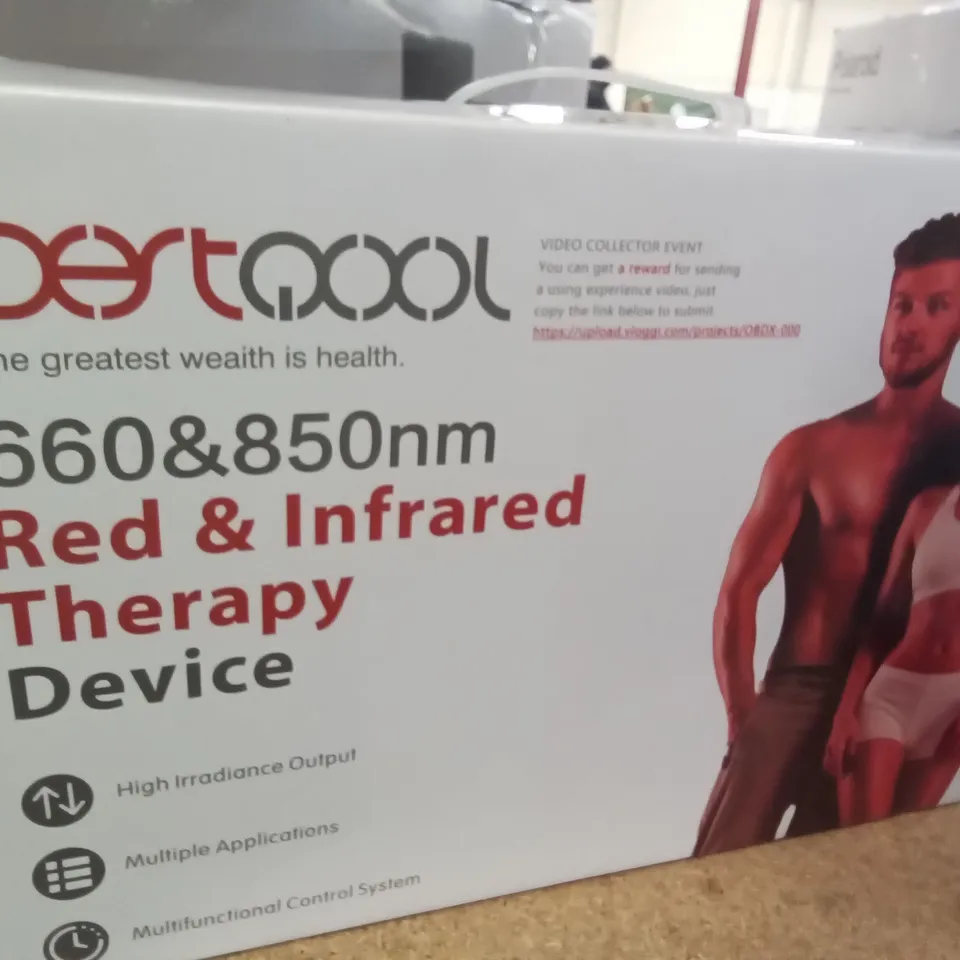 bestqool
he greatest weaith is health.
VIDEO COLLECTOR EVENT
You can get a reward for sending
a using experience video, just
copy the link below to submit
https://upload.vloggi.com/projects/OBDX-000
660&850nm
Red & Infrared
Therapy
Device
High Irradiance Output
Multiple Applications
Multifunctional Control System